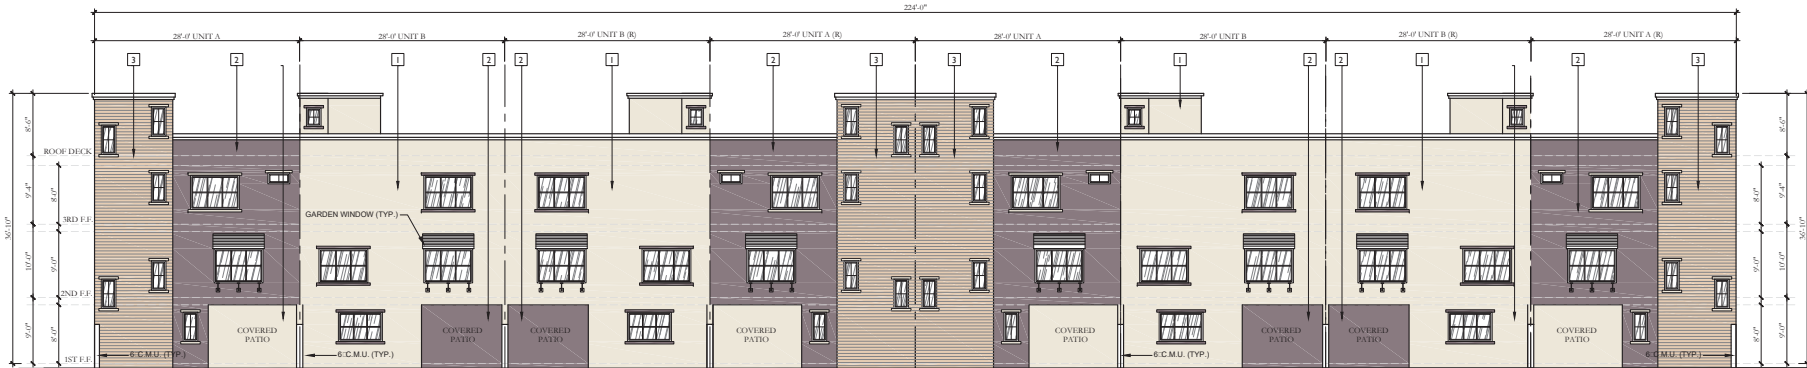 224'-0"
28'-0' UNIT A
28'-0' UNIT B
28'-0' UNIT B (R)
28'-0' UNIT A (R)
28'-0' UNIT A
28'-0' UNIT B
28'-0' UNIT B (R)
28'-0' UNIT A (R)
3
2
1
2
2
1
2
3
3
2
1
2
2
1
2
3
8'-6"
8'-6"
ROOF DECK
9'-4"
8'-0"
8'-0"
9'-4"
GARDEN WINDOW (TYP.)
3RD F.F.
36'-10"
36'-10"
10'-0"
9'-0"
9'-0"
10'-0"
2ND F.F.
9'-0"
8'-0"
8'-0"
9'-0"
COVERED
PATIO
COVERED
PATIO
COVERED
PATIO
COVERED
PATIO
COVERED
PATIO
COVERED
PATIO
COVERED
PATIO
COVERED
PATIO
1ST F.F.
6' C.M.U. (TYP.)
6' C.M.U. (TYP.)
6' C.M.U. (TYP.)
6' C.M.U. (TYP.)